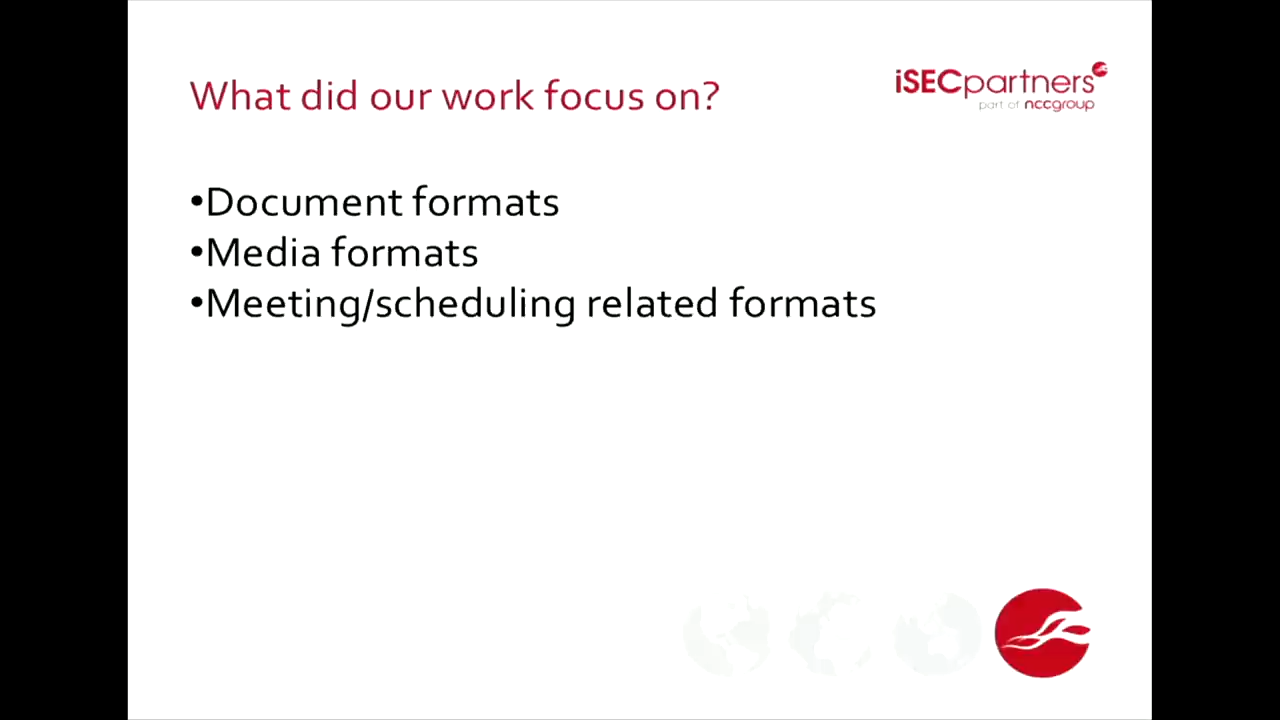 What did our work focus on?
iSECpartners
part of nccgroup
•Document formats
•Media formats
•Meeting/scheduling related formats